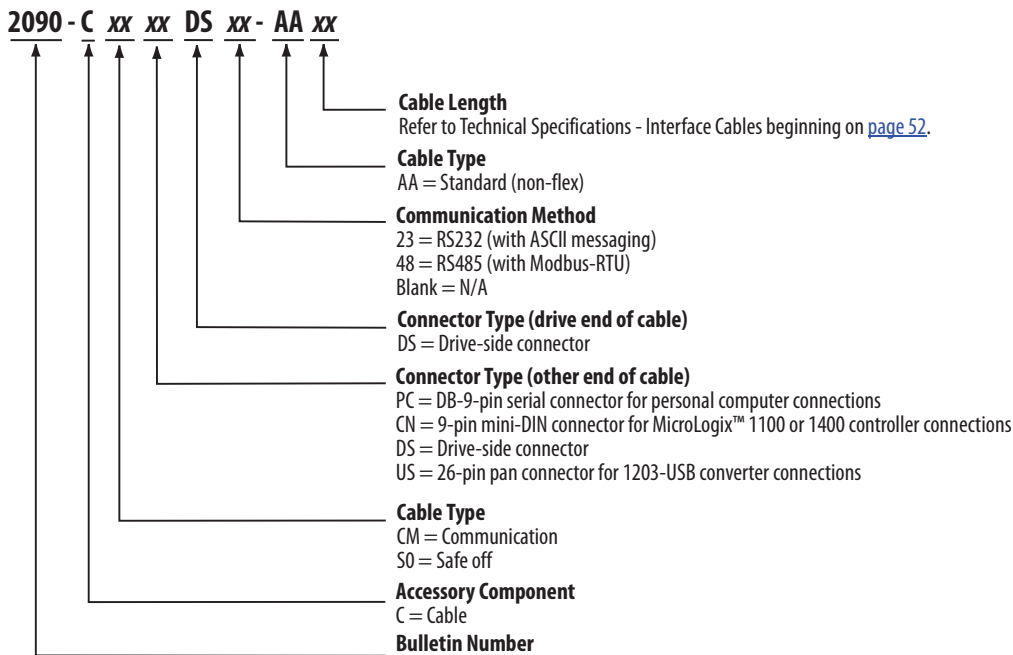 2090 - C xx xx DS xx - AA xx
Cable Length
Refer to Technical Specifications - Interface Cables beginning on page 52.
Cable Type
AA = Standard (non-flex)
Communication Method
23 = RS232 (with ASCII messaging)
48 = RS485 (with Modbus-RTU)
Blank = N/A
Connector Type (drive end of cable)
DS = Drive-side connector
Connector Type (other end of cable)
PC = DB-9-pin serial connector for personal computer connections
CN = 9-pin mini-DIN connector for MicroLogix™ 1100 or 1400 controller connections
DS = Drive-side connector
US = 26-pin pan connector for 1203-USB converter connections
Cable Type
CM = Communication
S0 = Safe off
Accessory Component
C = Cable
Bulletin Number